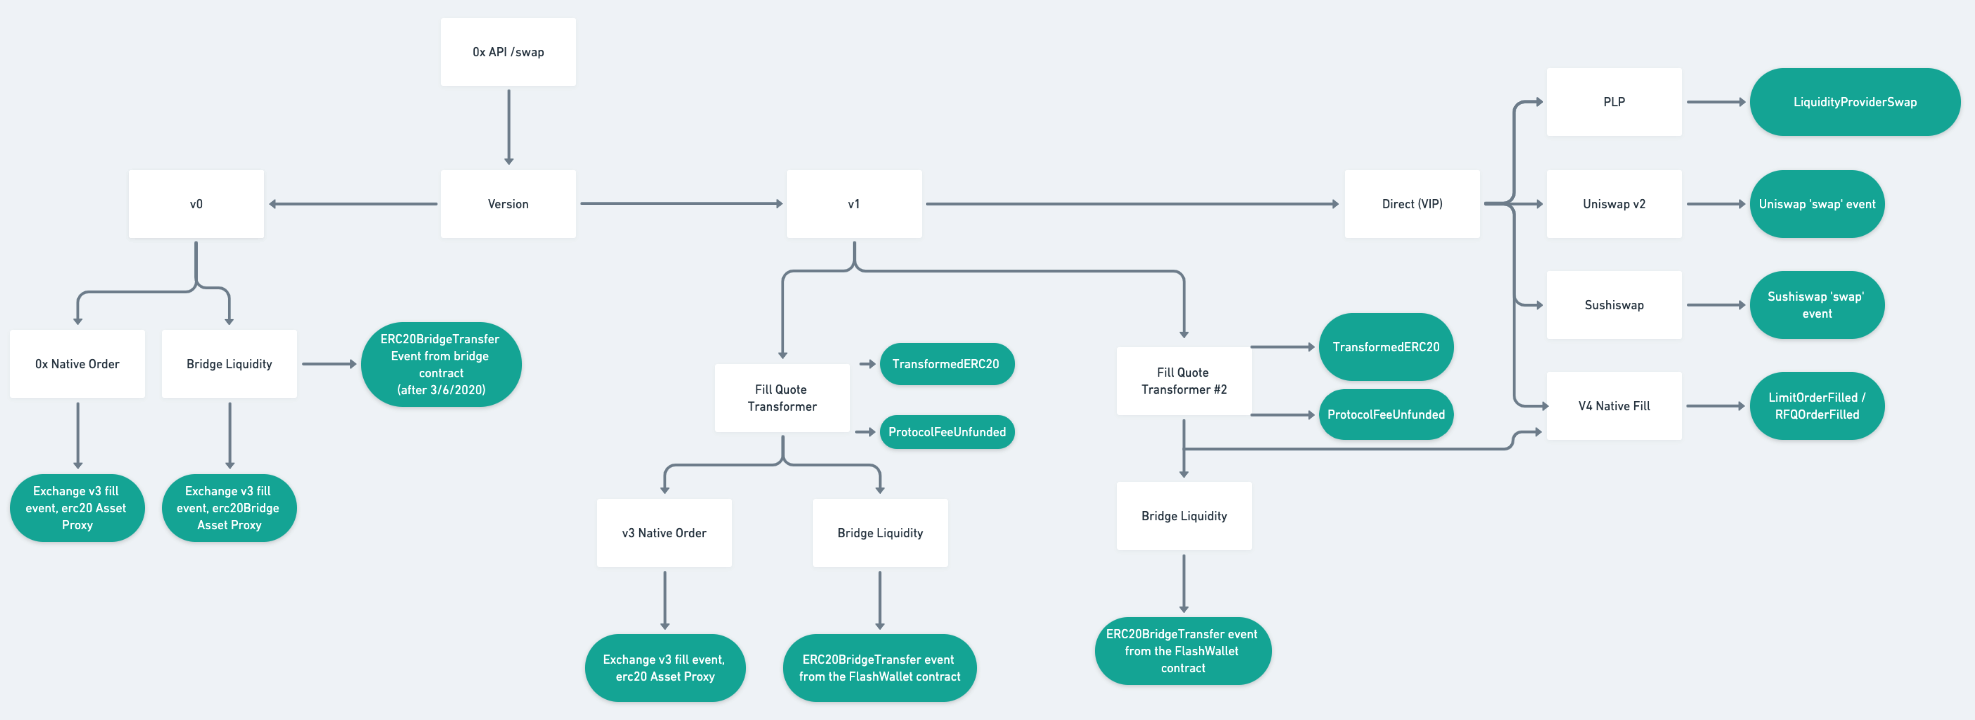 0x API /swap
PLP
LiquidityProviderSwap
v0
Version
v1
Direct (VIP)
Uniswap v2
Uniswap 'swap' event
Sushiswap
Sushiswap 'swap'
event
0x Native Order
Bridge Liquidity
ERC20BridgeTransfer
Event from bridge
contract
(after 3/6/2020)
Fill Quote
Transformer
TransformedERC20
ProtocolFeeUnfunded
Fill Quote
Transformer #2
TransformedERC20
ProtocolFeeUnfunded
V4 Native Fill
LimitOrderFilled /
RFQOrderFilled
Exchange v3 fill
event, erc20 Asset
Proxy
Exchange v3 fill
event, erc20Bridge
Asset Proxy
v3 Native Order
Bridge Liquidity
Bridge Liquidity
Exchange v3 fill event,
erc20 Asset Proxy
ERC20BridgeTransfer event
from the FlashWallet contract
ERC20BridgeTransfer event
from the FlashWallet
contract